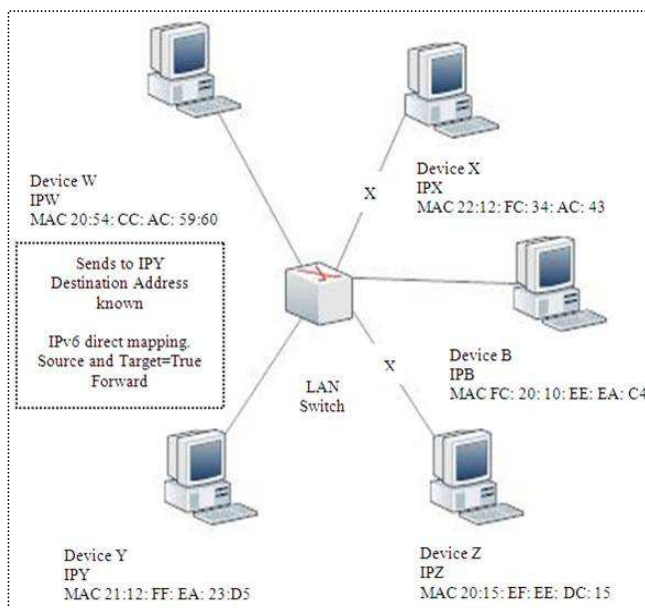 Device W
IPW
MAC 20:54: CC: AC: 59:60
Device X
IPX
MAC 22:12: FC: 34: AC: 43
X
Sends to IPY
Destination Address
known
IPv6 direct mapping.
Source and Target=True
Forward
Device B
IPB
MAC FC: 20: 10: EE: EA: C4
X
LAN
Switch
Device Y
IPY
MAC 21:12: FF: EA: 23:D5
Device Z
IPZ
MAC 20:15: EF: EE: DC: 15